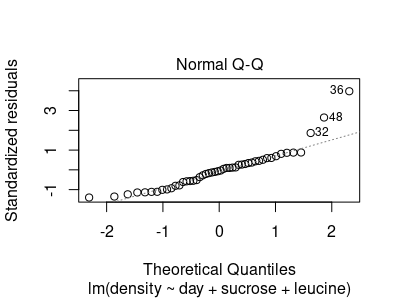 Normal Q-Q
Standardized residuals
3
1
-1
36
48
32
-2
-1
0
1
2
Theoretical Quantiles
lm(density ~ day + sucrose + leucine)